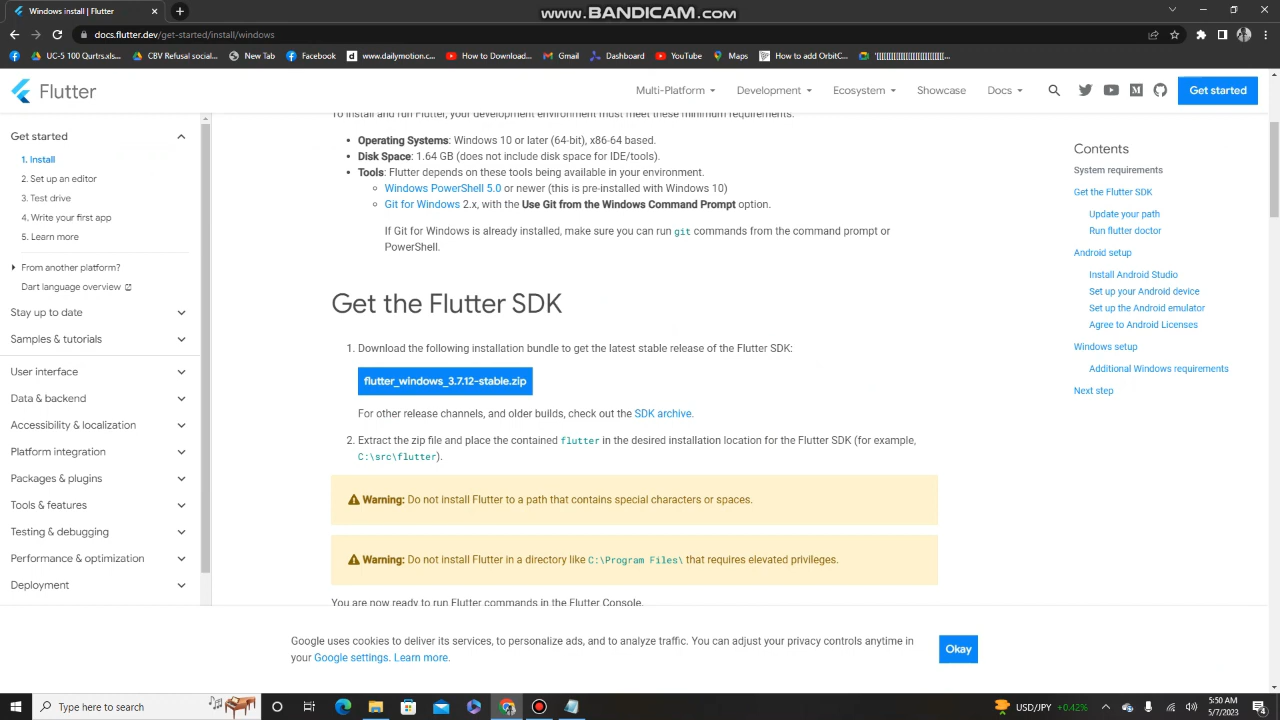 www.BANDICAM.com
Windows install | Flutter
docs.flutter.dev/get-started/install/windows
UC-100 Qurtrs.xls...
CBV Refusal social...
New Tab
Facebook
www.dailymotion.c...
How to Download...
Gmail
Dashboard
YouTube
Maps
How to add OrbitC...
Flutter
Multi-Platform
Development
Ecosystem
Showcase
Docs
Get started
Get started
1. Install
2. Set up an editor
3. Test drive
4. Write your first app
5. Learn more
From another platform?
Dart language overview
Stay up to date
Samples & tutorials
User interface
Data & backend
Accessibility & localization
Platform integration
Packages & plugins
Tools & features
Testing & debugging
Performance & optimization
Deployment
To install and run Flutter, your development environment must meet these minimum requirements:
• Operating Systems: Windows 10 or later (64-bit), x86-64 based.
• Disk Space: 1.64 GB (does not include disk space for IDE/tools).
• Tools: Flutter depends on these tools being available in your environment.
Windows PowerShell 5.0 or newer (this is pre-installed with Windows 10)
Git for Windows 2.x, with the Use Git from the Windows Command Prompt option.
If Git for Windows is already installed, make sure you can run git commands from the command prompt or
PowerShell.
Get the Flutter SDK
1. Download the following installation bundle to get the latest stable release of the Flutter SDK:
flutter_windows_3.7.12-stable.zip
For other release channels, and older builds, check out the SDK archive.
2. Extract the zip file and place the contained flutter in the desired installation location for the Flutter SDK (for example,
C:\src\flutter).
Warning: Do not install Flutter to a path that contains special characters or spaces.
Warning: Do not install Flutter in a directory like C:\Program Files\ that requires elevated privileges.
You are now ready to run Flutter commands in the Flutter Console.
Contents
System requirements
Get the Flutter SDK
Update your path
Run flutter doctor
Android setup
Install Android Studio
Set up your Android device
Set up the Android emulator
Agree to Android Licenses
Windows setup
Additional Windows requirements
Next step
Google uses cookies to deliver its services, to personalize ads, and to analyze traffic. You can adjust your privacy controls anytime in
your Google settings. Learn more.
Okay
Type here to search
USD/JPY +0.42%
5:50 AM
5/7/2023